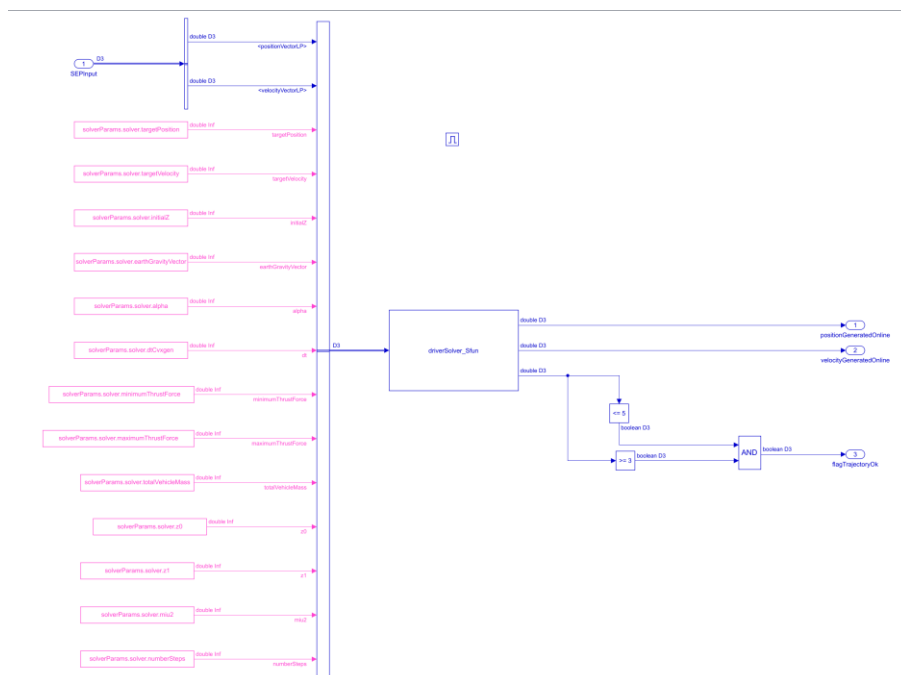 double D3
<positionVectorLP>
1
D3
SEPInput
double D3
<velocityVectorLP>
solverParams.solver.targetPosition
double Inf
targetPosition
solverParams.solver.targetVelocity
double Inf
targetVelocity
solverParams.solver.initialZ
double Inf
initialZ
solverParams.solver.earthGravityVector
double Inf
earthGravityVector
solverParams.solver.alpha
double Inf
alpha
solverParams.solver.dtCvxgen
double Inf
dt
D3
driverSolver_Sfun
double D3
1
positionGeneratedOnline
double D3
2
velocityGeneratedOnline
double D3
solverParams.solver.minimumThrustForce
double Inf
minimumThrustForce
<= 5
boolean D3
solverParams.solver.maximumThrustForce
double Inf
maximumThrustForce
>= 3
boolean D3
AND
boolean D3
3
flagTrajectoryOk
solverParams.solver.totalVehicleMass
double Inf
totalVehicleMass
solverParams.solver.z0
double Inf
z0
solverParams.solver.z1
double Inf
z1
solverParams.solver.miu2
double Inf
miu2
solverParams.solver.numberSteps
double Inf
numberSteps